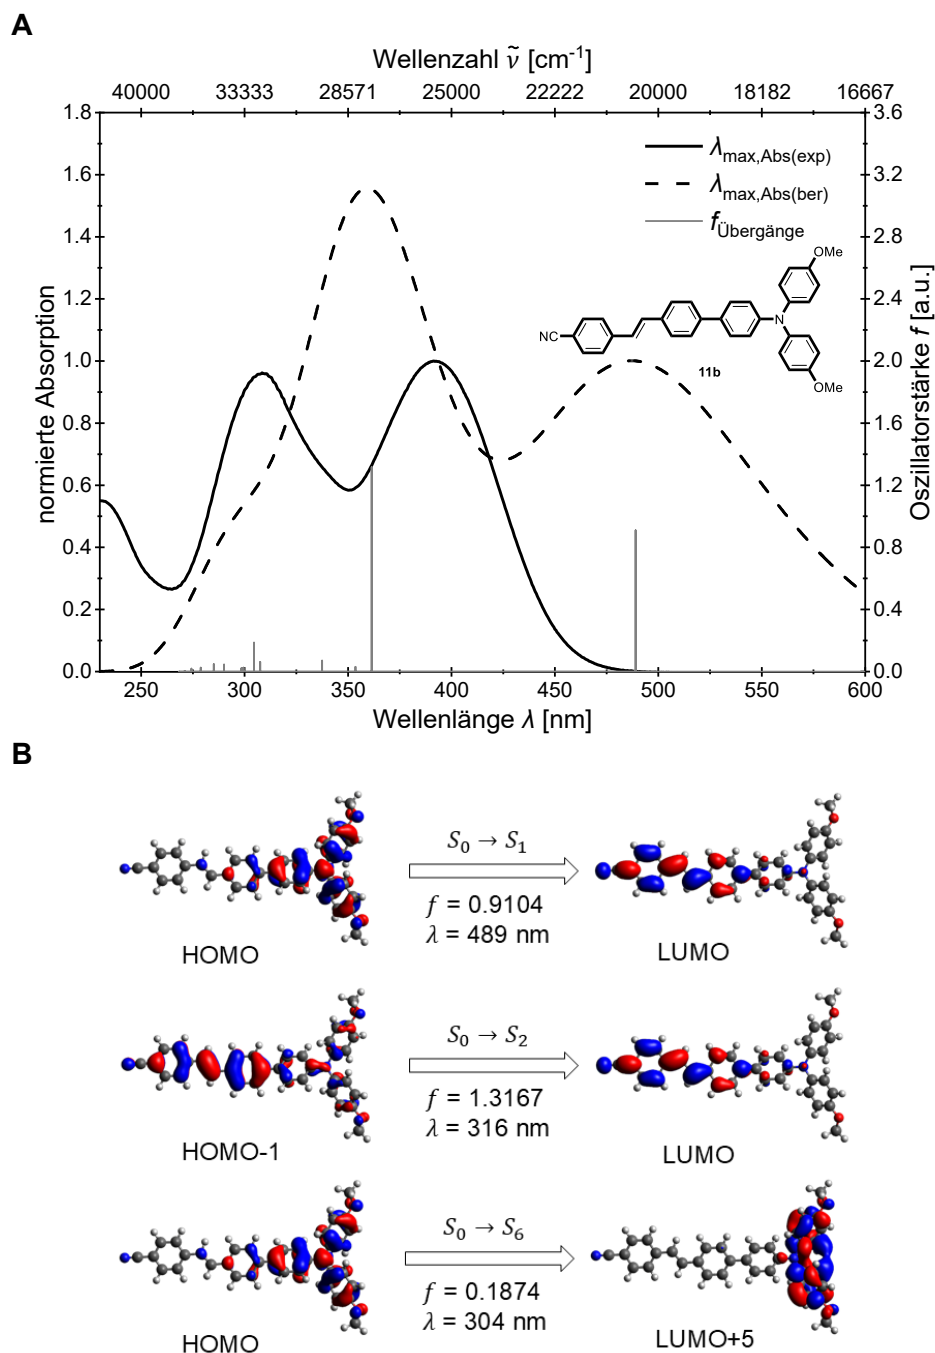 A
Wellenzahl ṽ [cm-1]
40000 33333 28571 25000 22222 20000 18182 16667
1.8 3.6
1.6 3.2
1.4 2.8
1.2 2.4
1.0 2.0
0.8 1.6
0.6 1.2
0.4 0.8
0.2 0.4
0.0 0.0
normierte Absorption
Oszillatorstärke f [a.u.]
λmax,Abs(exp)
λmax,Abs(ber)
fÜbergänge
OMe
N
NC
OMe
11b
250 300 350 400 450 500 550 600
Wellenlänge λ [nm]
B
S0 → S1
f = 0.9104
λ = 489 nm
HOMO
LUMO
S0 → S2
f = 1.3167
λ = 316 nm
HOMO-1
LUMO
S0 → S6
f = 0.1874
λ = 304 nm
HOMO
LUMO+5